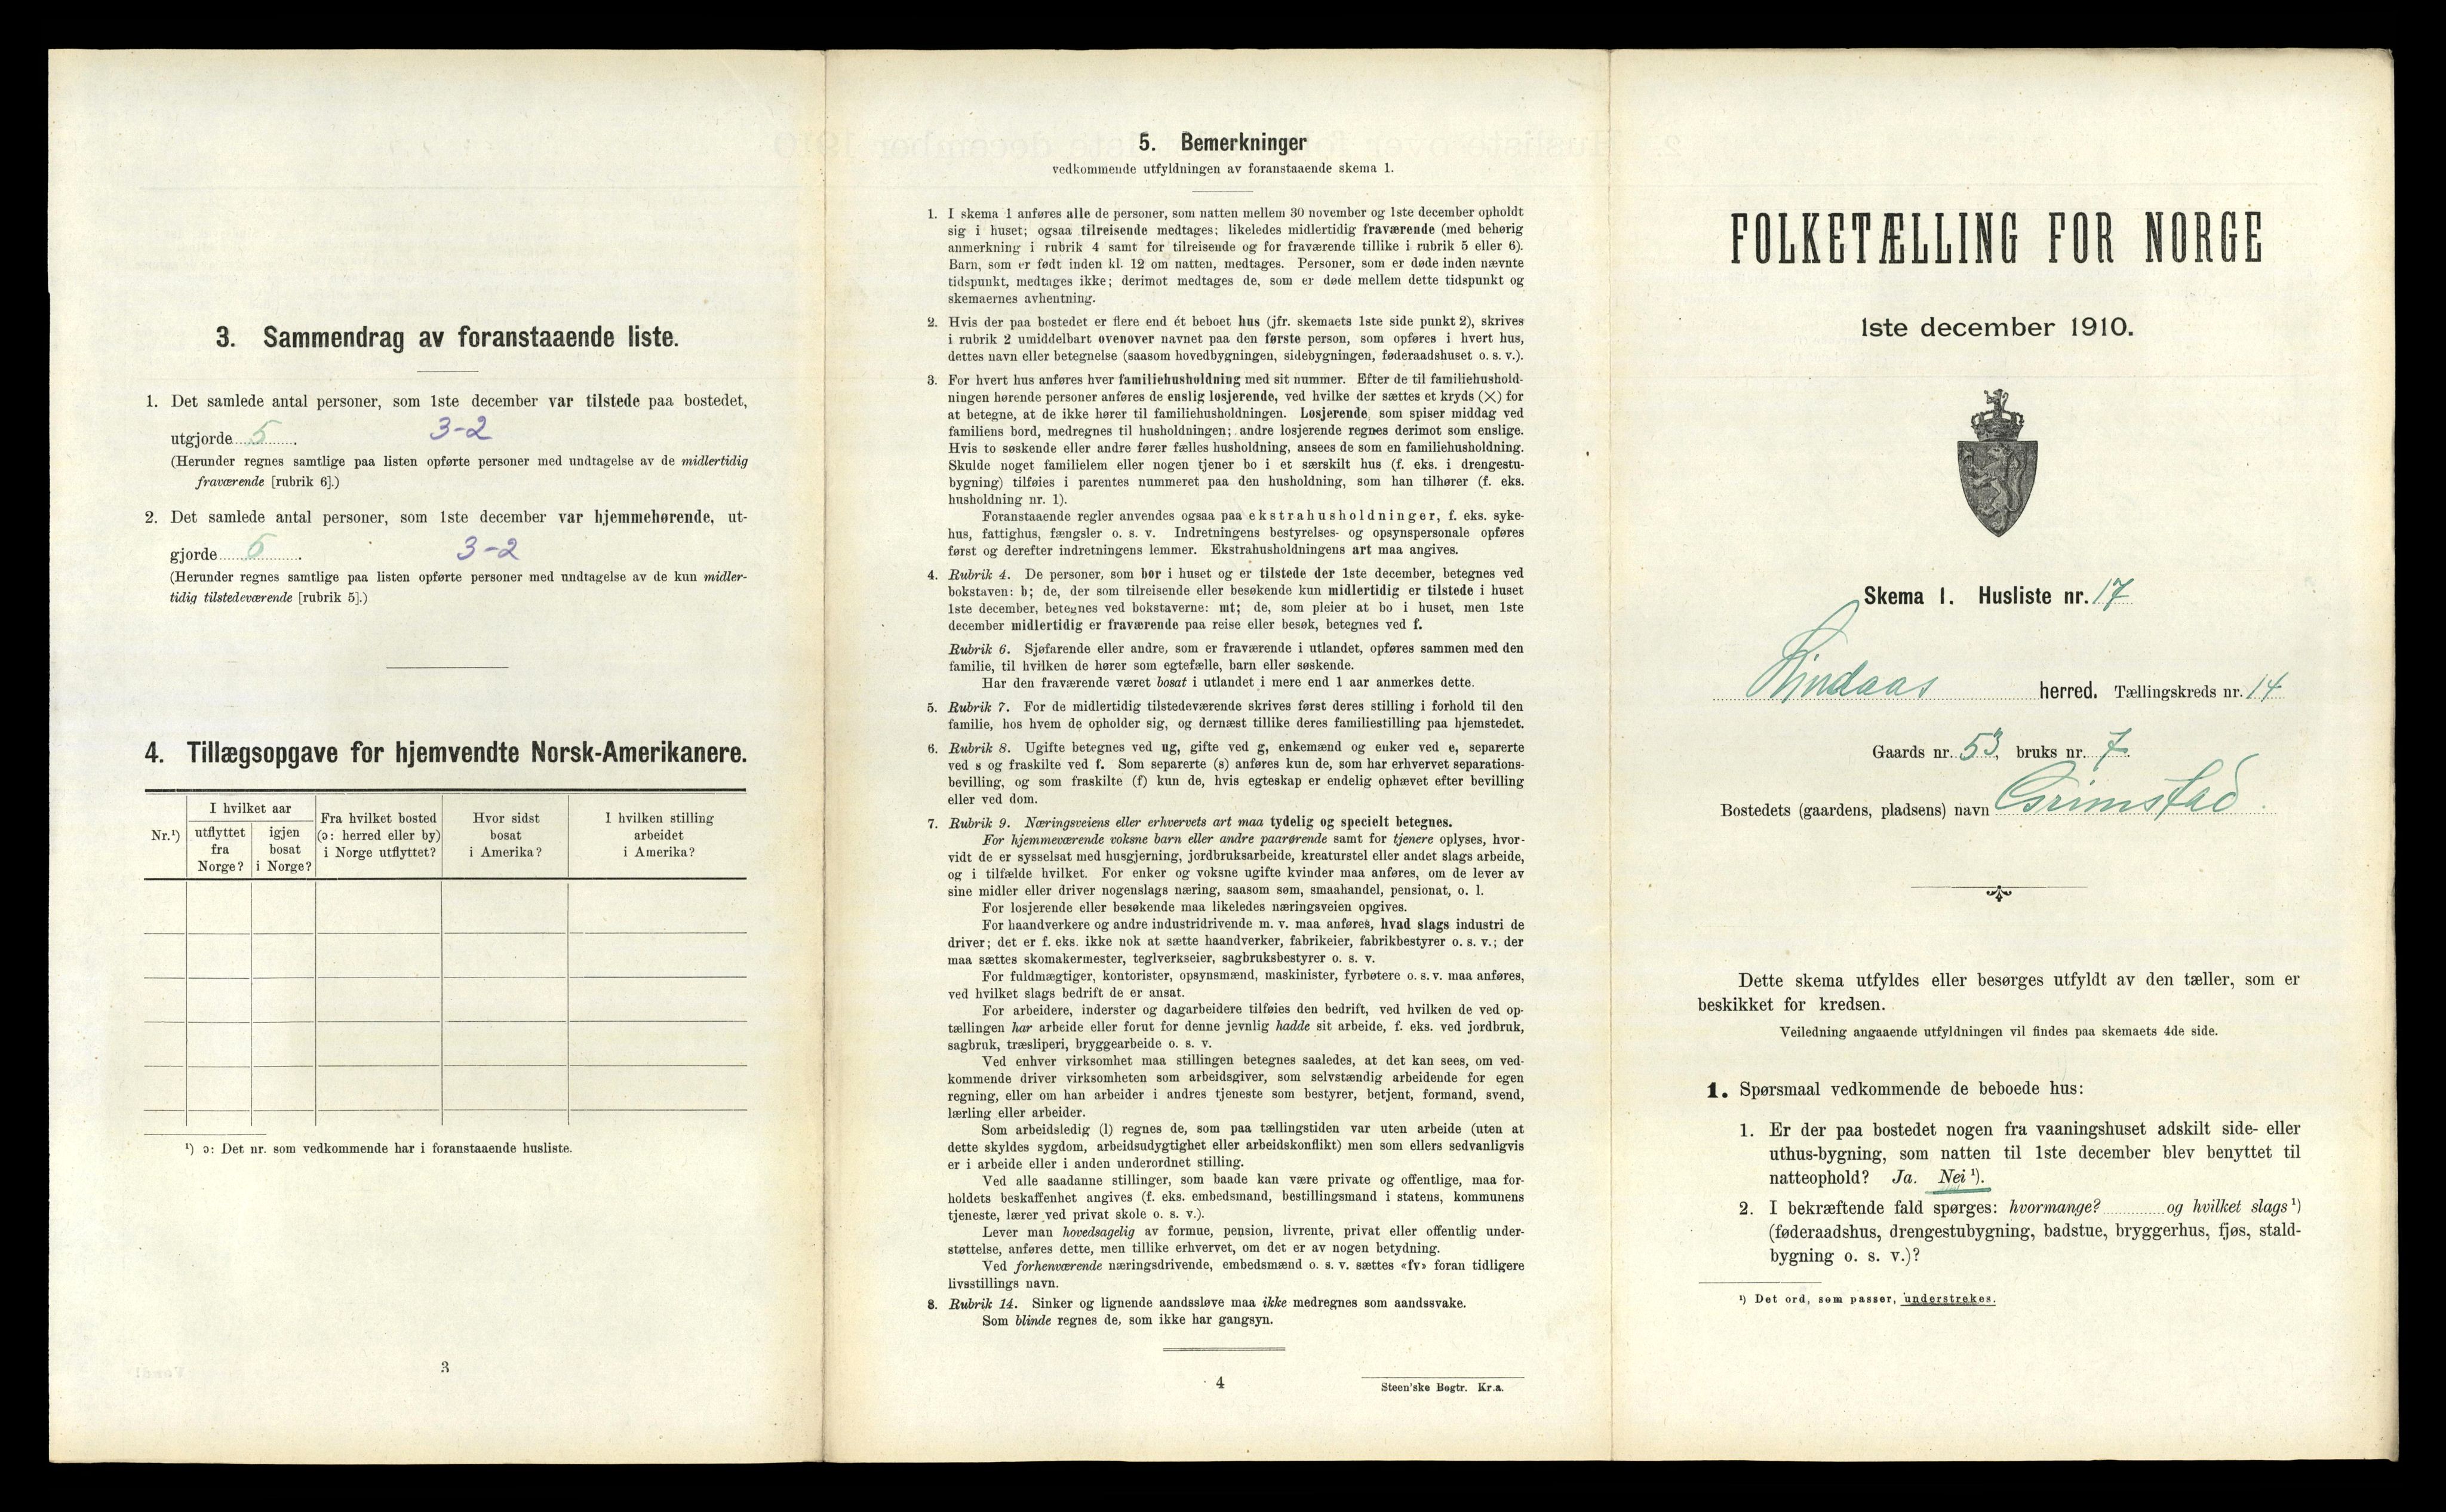 3. Sammendrag av foranstaaende liste.
1. Det samlede antal personer, som 1ste december var tilstede paa bostedet,
utgjorde 5. 3-2
(Herunder regnes samtlige paa listen opførte personer med undtagelse av de midlertidig
fraværende [rubrik 6].)
2. Det samlede antal personer, som 1ste december var hjemmehørende, ut-
gjorde 5. 3-2
(Herunder regnes samtlige paa listen opførte personer med undtagelse av de kun midler-
tidig tilstedeværende [rubrik 5].)
4. Tillægsopgave for hjemvendte Norsk-Amerikanere.
Nr.¹)
I hvilket aar
utflyttet
fra
Norge?
igjen
bosat
i Norge?
Fra hvilket bosted
(ɔ: herred eller by)
i Norge utflyttet?
Hvor sidst
bosat
i Amerika?
I hvilken stilling
arbeidet
i Amerika?
¹) ɔ: Det nr. som vedkommende har i foranstaaende husliste.
3
5. Bemerkninger
vedkommende utfyldningen av foranstaaende skema 1.
1. I skema 1 anføres alle de personer, som natten mellem 30 november og 1ste december opholdt
sig i huset; ogsaa tilreisende medtages; likeledes midlertidig fraværende (med behørig
anmerkning i rubrik 4 samt for tilreisende og for fraværende tillike i rubrik 5 eller 6).
Barn, som er født inden kl. 12 om natten, medtages. Personer, som er døde inden nævnte
tidspunkt, medtages ikke; derimot medtages de, som er døde mellem dette tidspunkt og
skemaernes avhentning.
2. Hvis der paa bostedet er flere end ét beboet hus (jfr. skemaets 1ste side punkt 2), skrives
i rubrik 2 umiddelbart ovenover navnet paa den første person, som opføres i hvert hus,
dettes navn eller betegnelse (saasom hovedbygningen, sidebygningen, føderaadshuset o. s. v.).
3. For hvert hus anføres hver familiehusholdning med sit nummer. Efter de til familiehushold-
ningen hørende personer anføres de enslig losjerende, ved hvilke der sættes et kryds (×) for
at betegne, at de ikke hører til familiehusholdningen. Losjerende, som spiser middag ved
familiens bord, medregnes til husholdningen; andre losjerende regnes derimot som enslige.
Hvis to søskende eller andre fører fælles husholdning, ansees de som en familiehusholdning.
Skulde noget familielem eller nogen tjener bo i et særskilt hus (f. eks. i drengestu-
bygning) tilføies i parentes nummeret paa den husholdning, som han tilhører (f. eks.
husholdning nr. 1).
Foranstaaende regler anvendes ogsaa paa ekstrahusholdninger, f. eks. syke-
hus, fattighus, fængsler o. s. v. Indretningens bestyrelses- og opsynspersonale opføres
først og derefter indretningens lemmer. Ekstrahusholdningens art maa angives.
4. Rubrik 4. De personer, som bor i huset og er tilstede der 1ste december, betegnes ved
bokstaven: b; de, der som tilreisende eller besøkende kun midlertidig er tilstede i huset
1ste december, betegnes ved bokstaverne: mt; de, som pleier at bo i huset, men 1ste
december midlertidig er fraværende paa reise eller besøk, betegnes ved f.
Rubrik 6. Sjøfarende eller andre, som er fraværende i utlandet, opføres sammen med den
familie, til hvilken de hører som egtefælle, barn eller søskende.
Har den fraværende været bosat i utlandet i mere end 1 aar anmerkes dette.
5. Rubrik 7. For de midlertidig tilstedeværende skrives først deres stilling i forhold til den
familie, hos hvem de opholder sig, og dernæst tillike deres familiestilling paa hjemstedet.
6. Rubrik 8. Ugifte betegnes ved ug, gifte ved g, enkemænd og enker ved e, separerte
ved s og fraskilte ved f. Som separerte (s) anføres kun de, som har erhvervet separations-
bevilling, og som fraskilte (f) kun de, hvis egteskap er endelig ophævet efter bevilling
eller ved dom.
7. Rubrik 9. Næringsveiens eller erhvervets art maa tydelig og specielt betegnes.
For hjemmeværende voksne barn eller andre paarørende samt for tjenere oplyses, hvor-
vidt de er sysselsat med husgjerning, jordbruksarbeide, kreaturstel eller andet slags arbeide,
og i tilfælde hvilket. For enker og voksne ugifte kvinder maa anføres, om de lever av
sine midler eller driver nogenslags næring, saasom søm, smaahandel, pensionat, o. l.
For losjerende eller besøkende maa likeledes næringsveien opgives.
For haandverkere og andre industridrivende m. v. maa anføres, hvad slags industri de
driver; det er f. eks. ikke nok at sætte haandverker, fabrikeier, fabrikbestyrer o. s. v.; der
maa sættes skomakermester, teglverkseier, sagbruksbestyrer o. s. v.
For fuldmægtiger, kontorister, opsynsmænd, maskinister, fyrbøtere o. s. v. maa anføres,
ved hvilket slags bedrift de er ansat.
For arbeidere, inderster og dagarbeidere tilføies den bedrift, ved hvilken de ved op-
tællingen har arbeide eller forut for denne jevnlig hadde sit arbeide, f. eks. ved jordbruk,
sagbruk, træsliperi, bryggearbeide o. s. v.
Ved enhver virksomhet maa stillingen betegnes saaledes, at det kan sees, om ved-
kommende driver virksomheten som arbeidsgiver, som selvstændig arbeidende for egen
regning, eller om han arbeider i andres tjeneste som bestyrer, betjent, formand, svend,
lærling eller arbeider.
Som arbeidsledig (l) regnes de, som paa tællingstiden var uten arbeide (uten at
dette skyldes sygdom, arbeidsudygtighet eller arbeidskonflikt) men som ellers sedvanligvis
er i arbeide eller i anden underordnet stilling.
Ved alle saadanne stillinger, som baade kan være private og offentlige, maa for-
holdets beskaffenhet angives (f. eks. embedsmand, bestillingsmand i statens, kommunens
tjeneste, lærer ved privat skole o. s. v.).
Lever man hovedsagelig av formue, pension, livrente, privat eller offentlig under-
støttelse, anføres dette, men tillike erhvervet, om det er av nogen betydning.
Ved forhenværende næringsdrivende, embedsmænd o. s. v. sættes «fv» foran tidligere
livsstillings navn.
8. Rubrik 14. Sinker og lignende aandssløve maa ikke medregnes som aandssvake.
Som blinde regnes de, som ikke har gangsyn.
4
Steen'ske Bogtr. Kr.a.
FOLKETÆLLING FOR NORGE
1ste december 1910.
Skema 1. Husliste nr. 17
Lindaas herred. Tællingskreds nr. 14
Gaards nr. 53, bruks nr. 7.
Bostedets (gaardens, pladsens) navn Grimstad.
Dette skema utfyldes eller besørges utfyldt av den tæller, som er
beskikket for kredsen.
Veiledning angaaende utfyldningen vil findes paa skemaets 4de side.
1. Spørsmaal vedkommende de beboede hus:
1. Er der paa bostedet nogen fra vaaningshuset adskilt side- eller
uthus-bygning, som natten til 1ste december blev benyttet til
natteophold? Ja. Nei ¹).
2. I bekræftende fald spørges: hvormange? og hvilket slags ¹)
(føderaadshus, drengestubygning, badstue, bryggerhus, fjøs, stald-
bygning o. s. v.)?
¹) Det ord, som passer, understrekes.